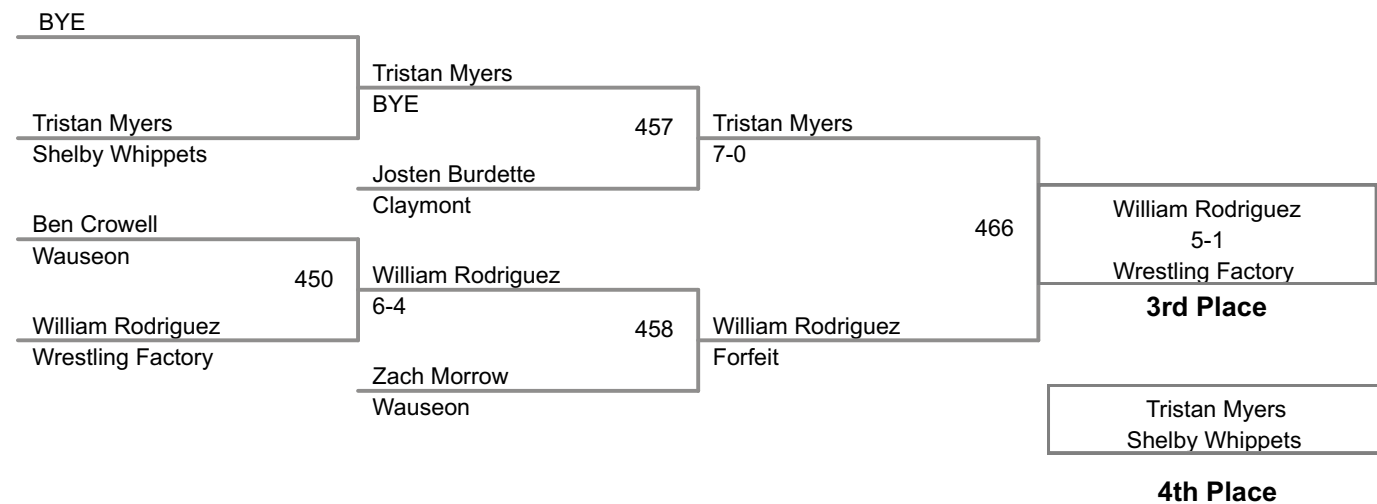 BYE
Tristan Myers
BYE
Tristan Myers
Shelby Whippets
457
Tristan Myers
7-0
Josten Burdette
Claymont
Ben Crowell
Wauseon
466
William Rodriguez
5-1
Wrestling Factory
3rd Place
450
William Rodriguez
6-4
William Rodriguez
Wrestling Factory
458
William Rodriguez
Forfeit
Zach Morrow
Wauseon
Tristan Myers
Shelby Whippets
4th Place